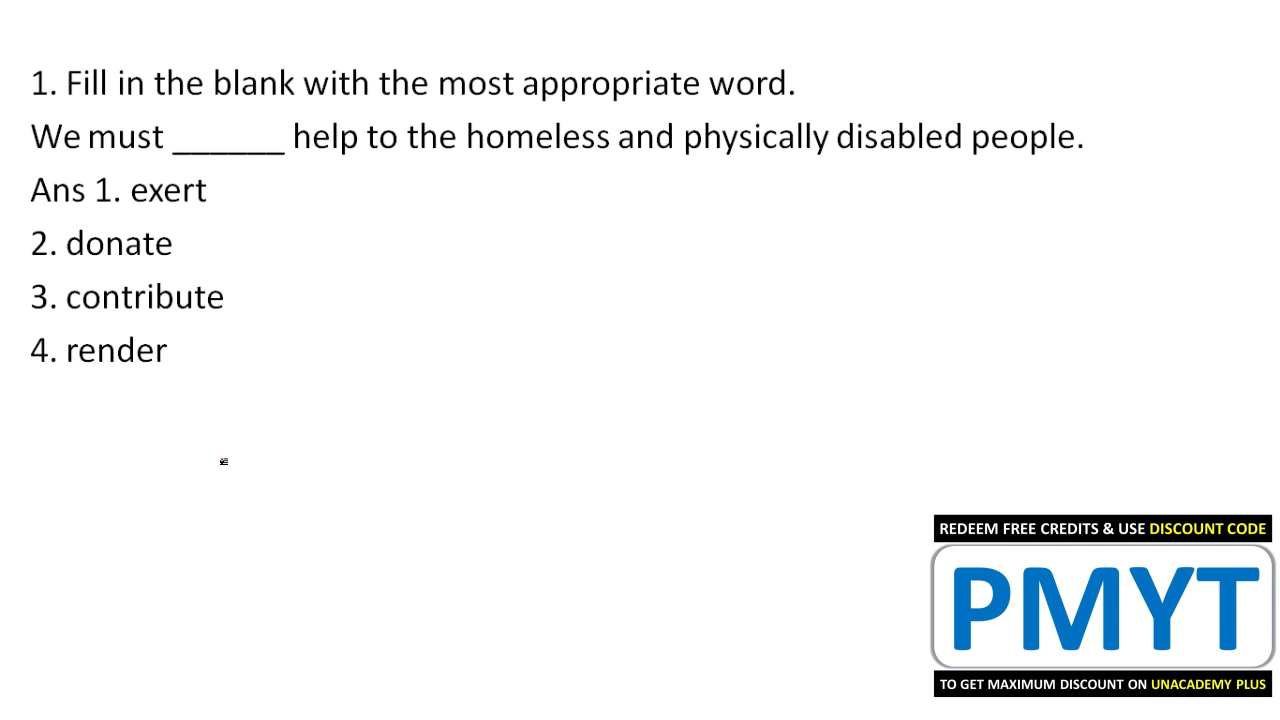 1. Fill in the blank with the most appropriate word.
We must ______ help to the homeless and physically disabled people.
Ans 1. exert
2. donate
3. contribute
4. render
REDEEM FREE CREDITS & USE DISCOUNT CODE
PMYT
TO GET MAXIMUM DISCOUNT ON UNACADEMY PLUS